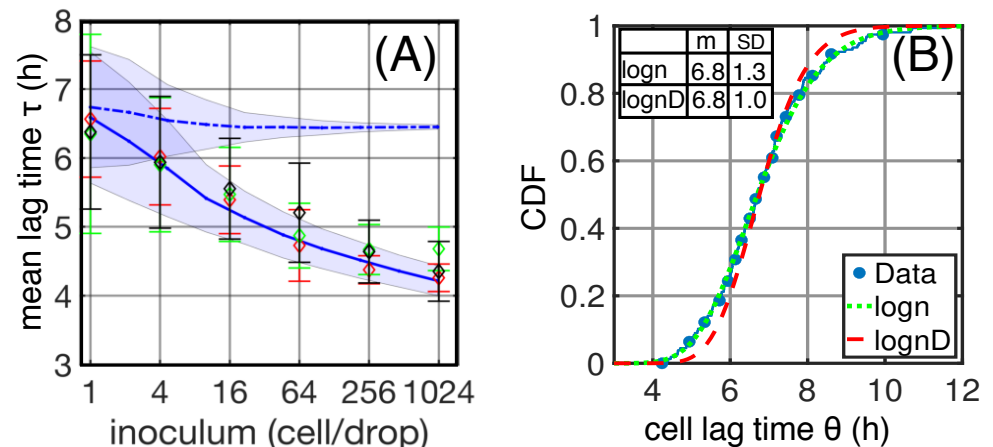 (A)
mean lag time τ (h)
8
7
6
5
4
3
1 4 16 64 256 1024
inoculum (cell/drop)
(B)
m SD
logn 6.8 1.3
lognD 6.8 1.0
CDF
1
0.8
0.6
0.4
0.2
0
4 6 8 10 12
cell lag time θ (h)
Data
logn
lognD